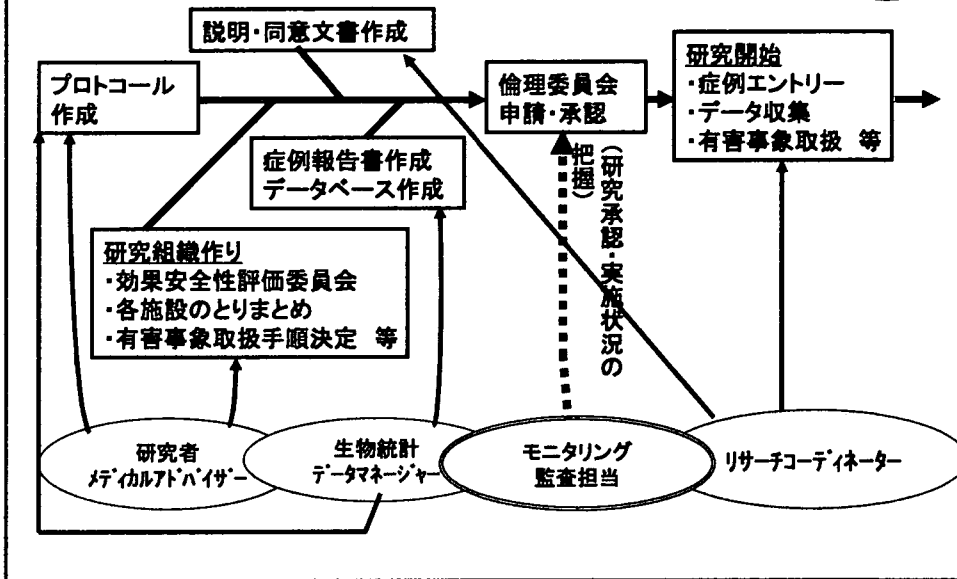 説明・同意文書作成
プロトコール
作成
倫理委員会
申請・承認
研究開始
・症例エントリー
・データ収集
・有害事象取扱 等
症例報告書作成
データベース作成
(研究承認・実施状況の
把握)
研究組織作り
・効果安全性評価委員会
・各施設のとりまとめ
・有害事象取扱手順決定 等
研究者
メディカルアドバイザー
生物統計
データマネージャー
モニタリング
監査担当
リサーチコーディネーター